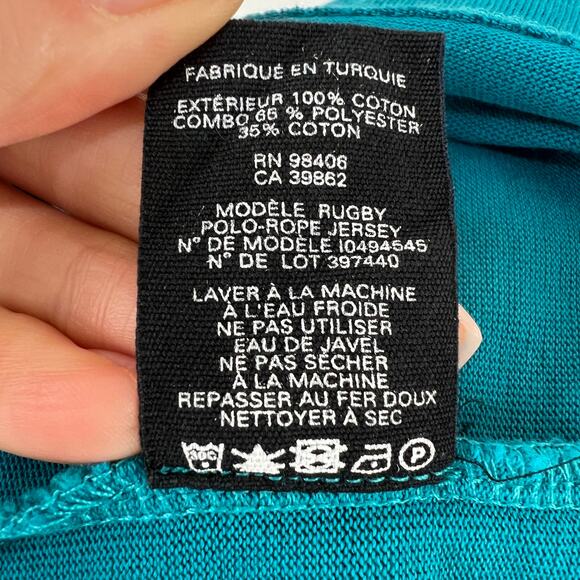 FABRIQUÉ EN TURQUIE
EXTÉRIEUR 100% COTON
COMBO 65 % POLYESTER
35% COTON
RN 98406
CA 39862
MODÈLE RUGBY
POLO-ROPE JERSEY
N° DE MODÈLE 10494545
N° DE LOT 397440
LAVER À LA MACHINE
À L'EAU FROIDE
NE PAS UTILISER
EAU DE JAVEL
NE PAS SÉCHER
À LA MACHINE
REPASSER AU FER DOUX
NETTOYER À SEC
30C P